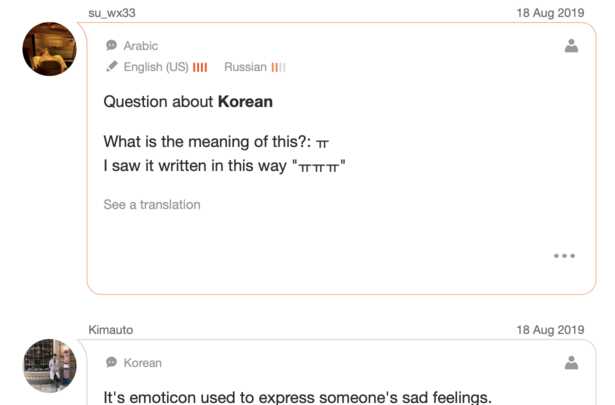 su_wx33
18 Aug 2019
Arabic
English (US)
Russian
Question about Korean
What is the meaning of this?: ㅠ
I saw it written in this way "ㅠㅠㅠ"
See a translation
Kimauto
18 Aug 2019
Korean
It's emoticon used to express someone's sad feelings.